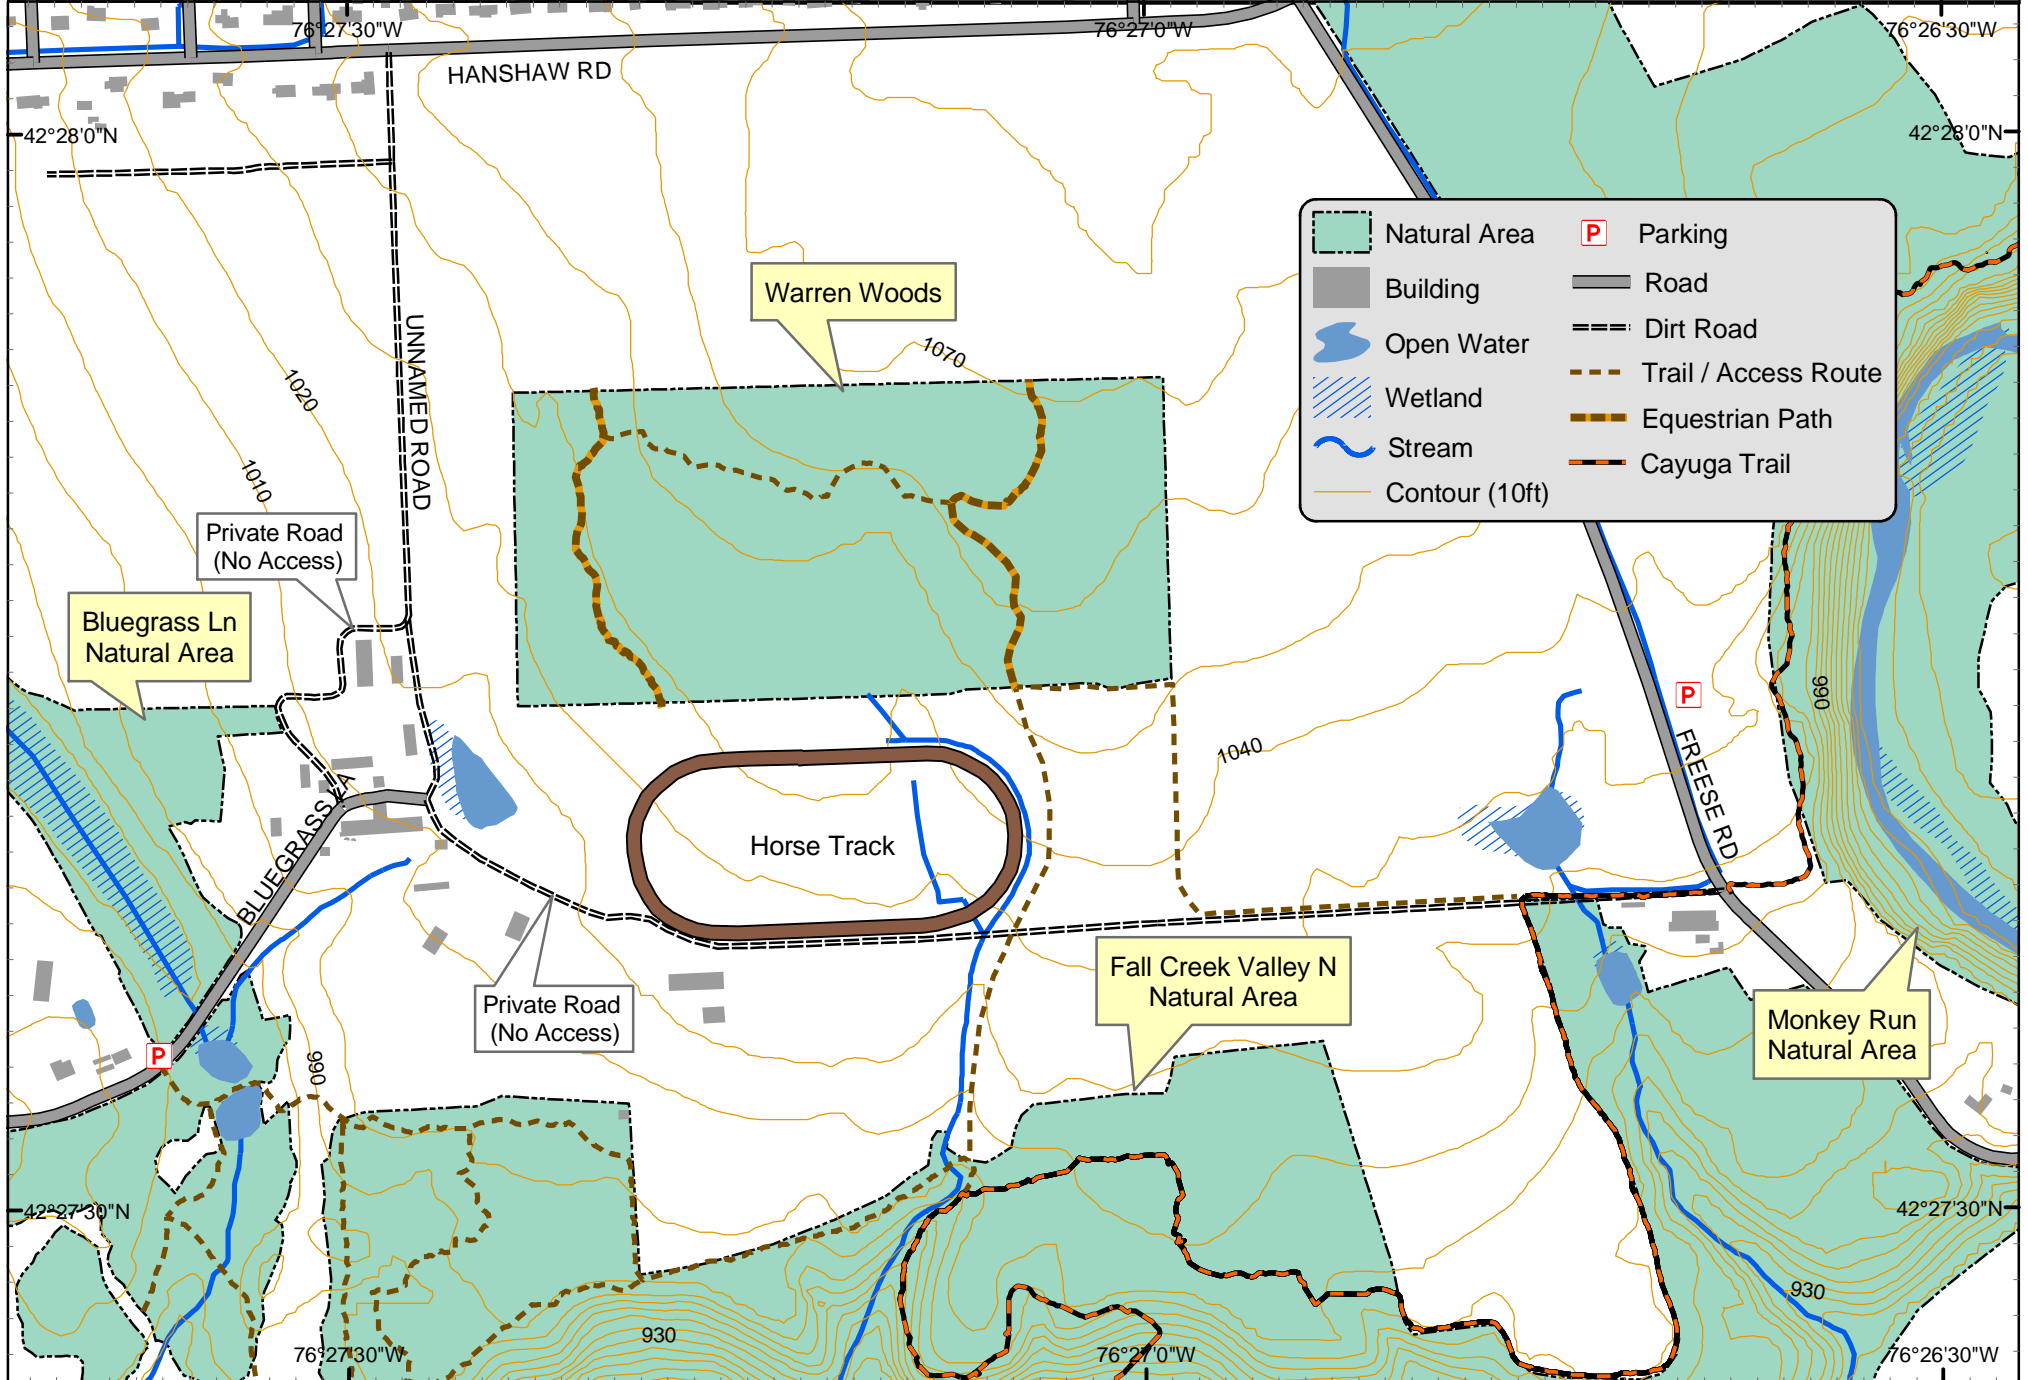 76°27'30"W
76°27'0"W
76°26'30"W
HANSHAW RD
42°28'0"N
42°28'0"N
Natural Area
Building
Open Water
Wetland
Stream
Contour (10ft)
P
Parking
Road
Dirt Road
Trail / Access Route
Equestrian Path
Cayuga Trail
Warren Woods
1070
UNNAMED ROAD
1020
1010
Private Road
(No Access)
Bluegrass Ln
Natural Area
P
990
1040
FREESE RD
BLUEGRASS LA
Horse Track
Private Road
(No Access)
Fall Creek Valley N
Natural Area
Monkey Run
Natural Area
P
990
42°27'30"N
42°27'30"N
930
930
76°27'30"W
76°27'0"W
76°26'30"W